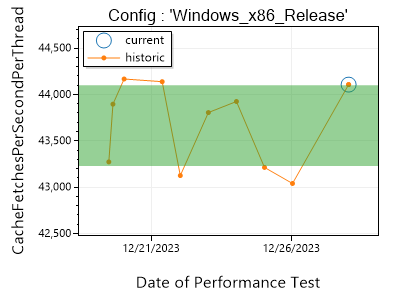 Config : 'Windows_x86_Release'
CacheFetchesPerSecondPerThread
current
historic
44,500
44,000
43,500
43,000
42,500
12/21/2023
12/26/2023
Date of Performance Test